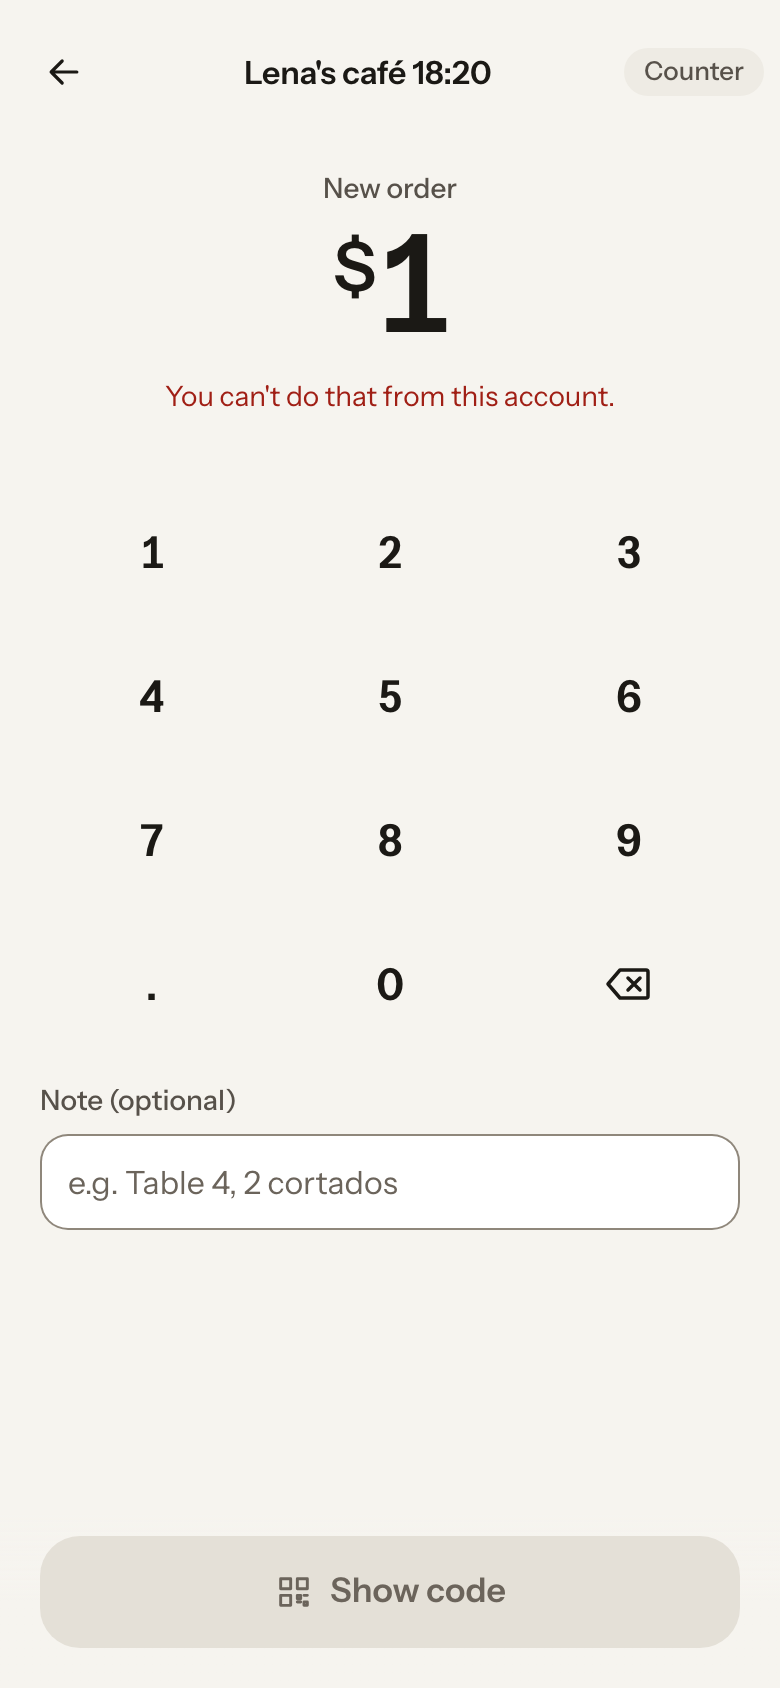 Lena's café 18:20
Counter
New order
$1
You can't do that from this account.
1 2 3
4 5 6
7 8 9
. 0
Note (optional)
e.g. Table 4, 2 cortados
Show code